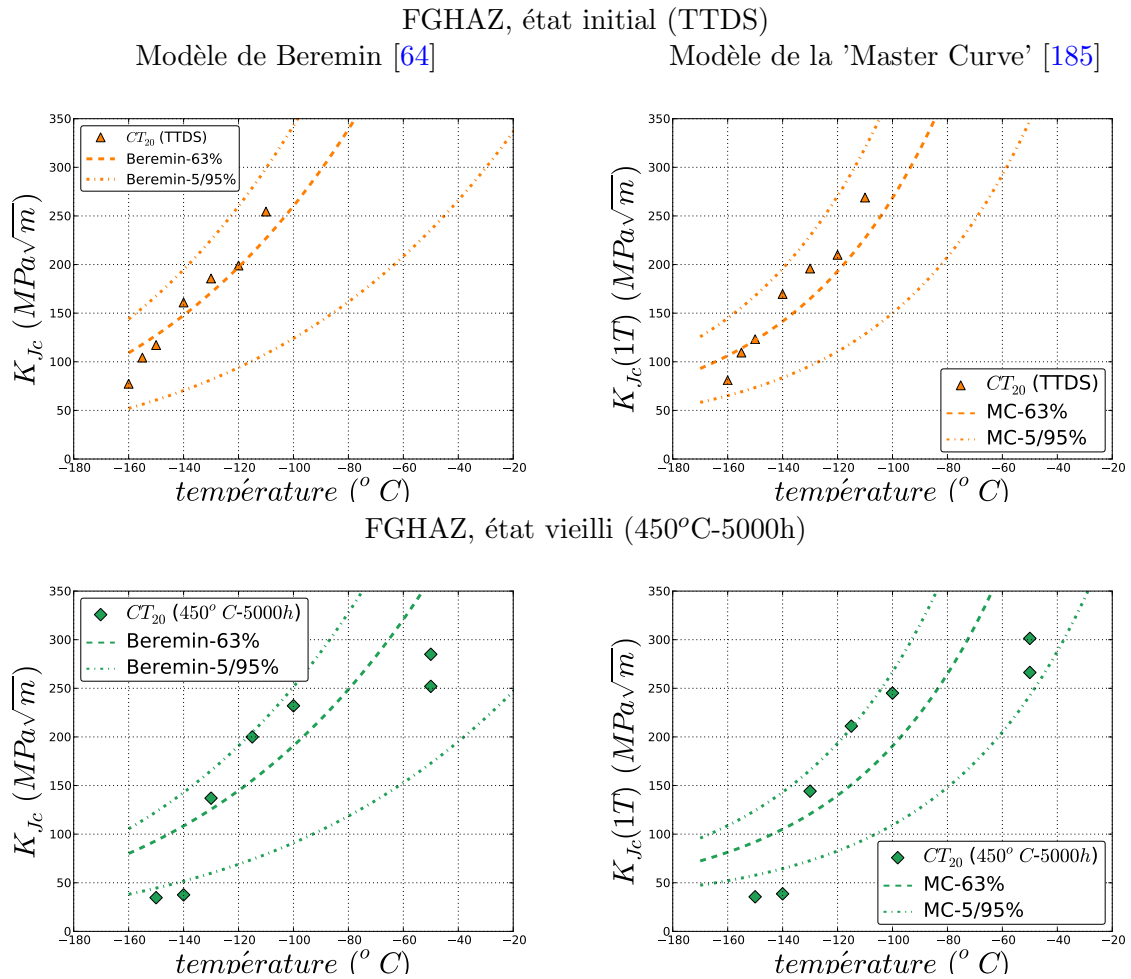 FGHAZ, état initial (TTDS)
Modèle de Beremin [64]
Modèle de la 'Master Curve' [185]
350
300
250
200
150
100
50
0
−180 −160 −140 −120 −100 −80 −60 −40 −20
K_Jc (MPa√m)
température (° C)
CT₂₀ (TTDS)
Beremin-63%
Beremin-5/95%
350
300
250
200
150
100
50
0
−180 −160 −140 −120 −100 −80 −60 −40 −20
K_Jc(1T) (MPa√m)
température (° C)
CT₂₀ (TTDS)
MC-63%
MC-5/95%
FGHAZ, état vieilli (450°C-5000h)
350
300
250
200
150
100
50
0
−180 −160 −140 −120 −100 −80 −60 −40 −20
K_Jc (MPa√m)
température (° C)
CT₂₀ (450° C-5000h)
Beremin-63%
Beremin-5/95%
350
300
250
200
150
100
50
0
−180 −160 −140 −120 −100 −80 −60 −40 −20
K_Jc(1T) (MPa√m)
température (° C)
CT₂₀ (450° C-5000h)
MC-63%
MC-5/95%